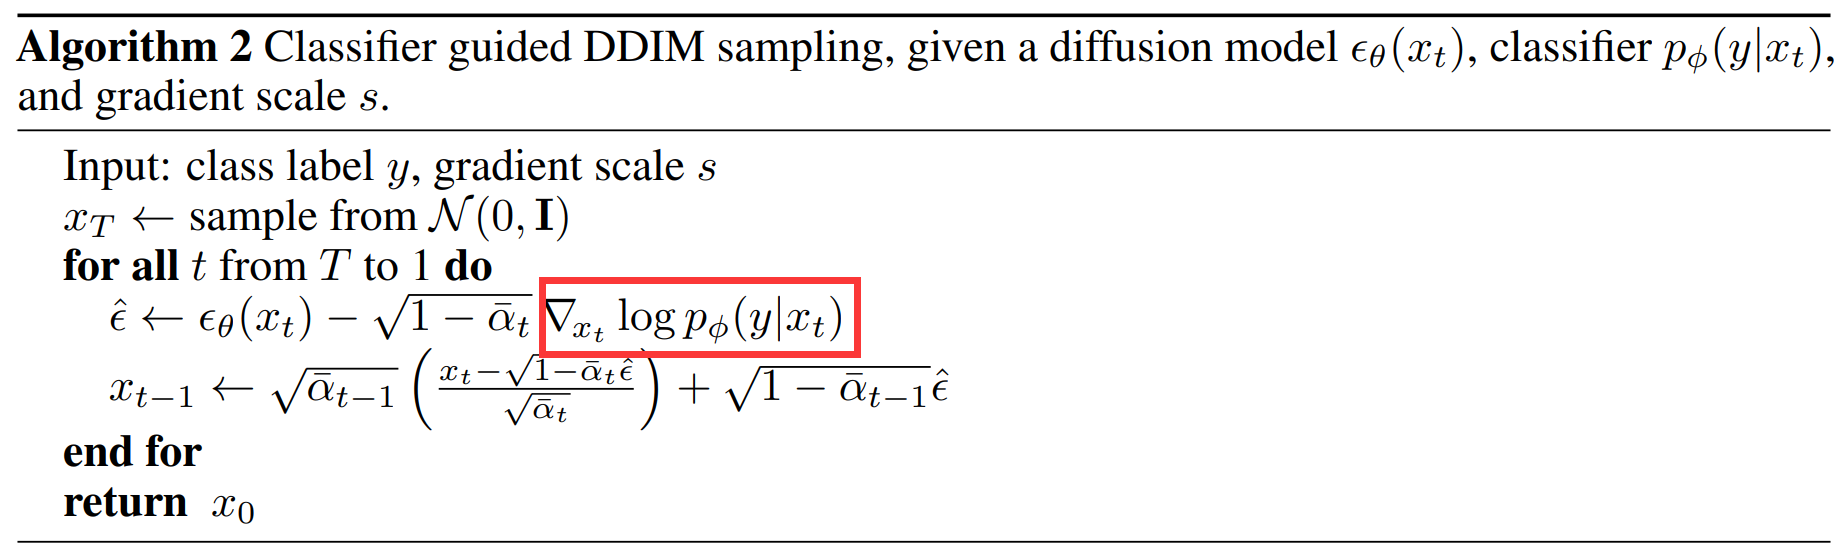 Algorithm 2 Classifier guided DDIM sampling, given a diffusion model ϵ_θ(x_t), classifier p_ϕ(y|x_t),
and gradient scale s.
Input: class label y, gradient scale s
x_T ← sample from 𝒩(0, I)
for all t from T to 1 do
ϵ̂ ← ϵ_θ(x_t) − √(1 − ᾱ_t) ∇_{x_t} log p_ϕ(y|x_t)
x_{t−1} ← √(ᾱ_{t−1}) ((x_t − √(1−ᾱ_t) ϵ̂) / √(ᾱ_t)) + √(1 − ᾱ_{t−1}) ϵ̂
end for
return x_0